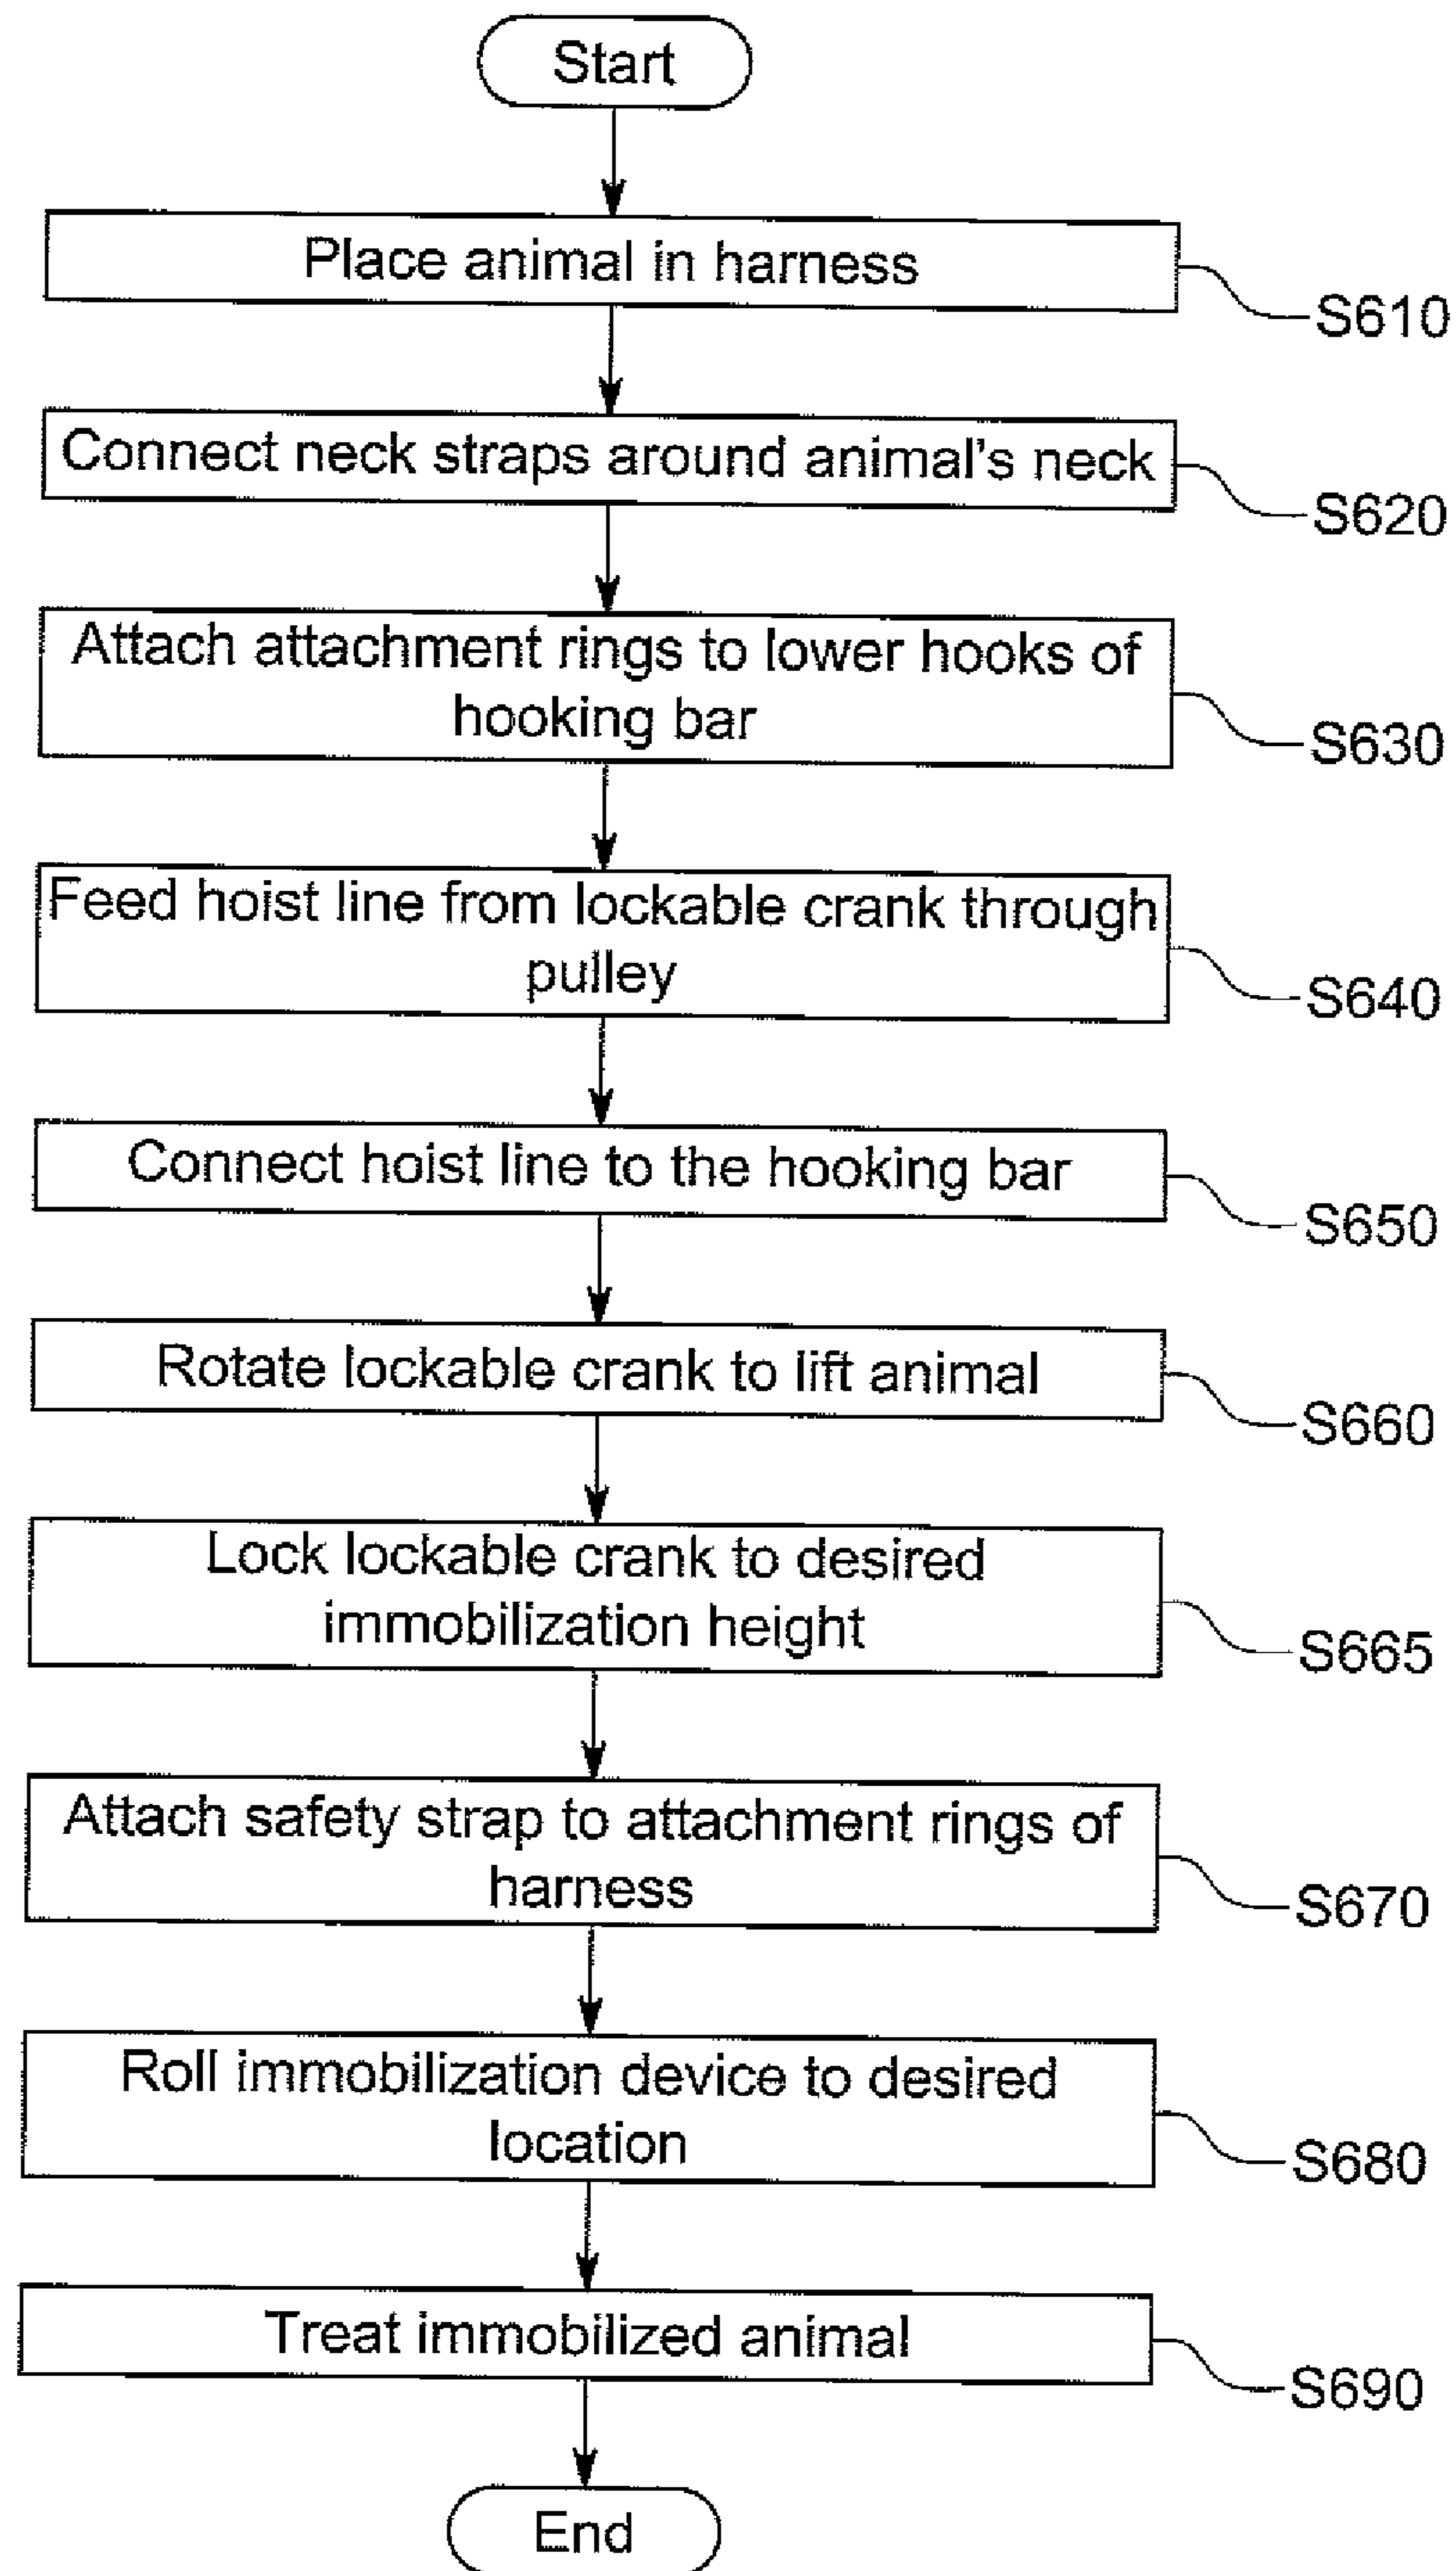 Start
Place animal in harness
S610
Connect neck straps around animal's neck
S620
Attach attachment rings to lower hooks of
hooking bar
S630
Feed hoist line from lockable crank through
pulley
S640
Connect hoist line to the hooking bar
S650
Rotate lockable crank to lift animal
S660
Lock lockable crank to desired
immobilization height
S665
Attach safety strap to attachment rings of
harness
S670
Roll immobilization device to desired
location
S680
Treat immobilized animal
S690
End